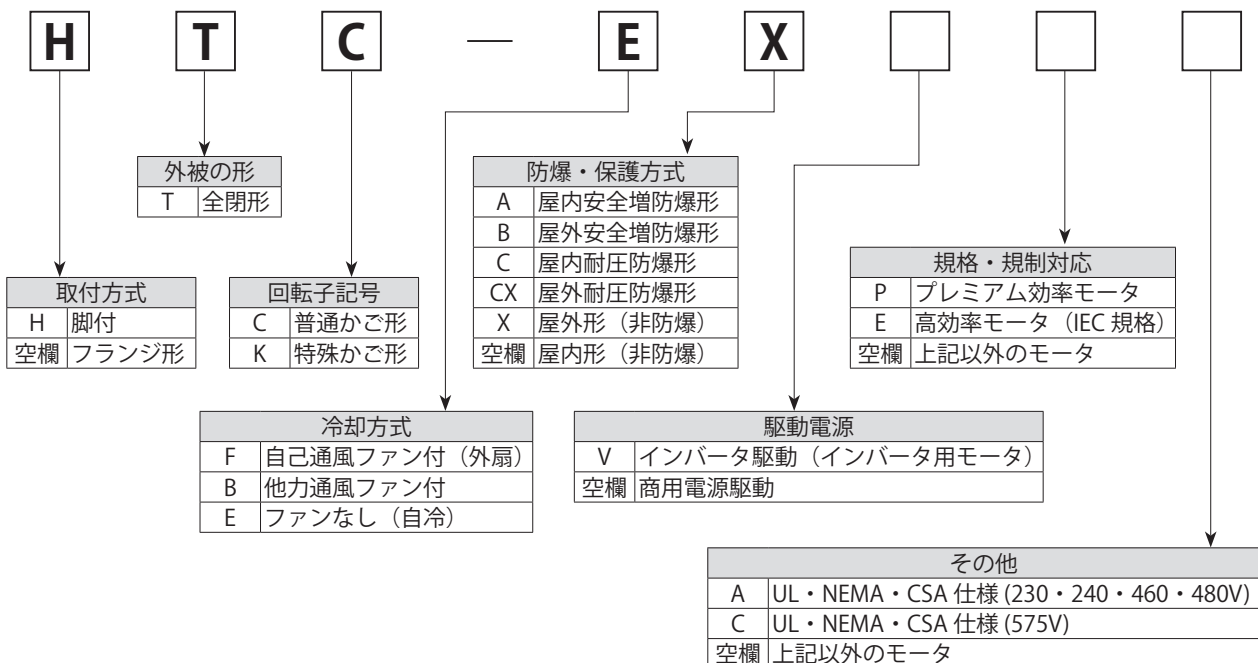 H T C — E X
外被の形
T 全閉形
防爆・保護方式
A 屋内安全増防爆形
B 屋外安全増防爆形
C 屋内耐圧防爆形
CX 屋外耐圧防爆形
X 屋外形（非防爆）
空欄 屋内形（非防爆）
規格・規制対応
P プレミアム効率モータ
E 高効率モータ（IEC 規格）
空欄 上記以外のモータ
取付方式
H 脚付
空欄 フランジ形
回転子記号
C 普通かご形
K 特殊かご形
冷却方式
F 自己通風ファン付（外扇）
B 他力通風ファン付
E ファンなし（自冷）
駆動電源
V インバータ駆動（インバータ用モータ）
空欄 商用電源駆動
その他
A UL・NEMA・CSA 仕様 (230・240・460・480V)
C UL・NEMA・CSA 仕様 (575V)
空欄 上記以外のモータ